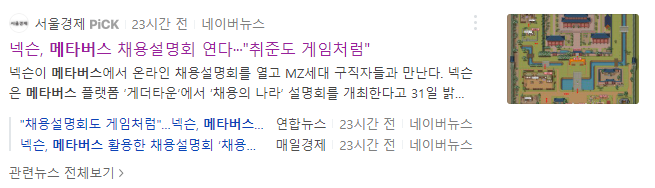 서울경제 서울경제 PiCK 23시간 전 네이버뉴스
넥슨, 메타버스 채용설명회 연다…"취준도 게임처럼"
넥슨이 메타버스에서 온라인 채용설명회를 열고 MZ세대 구직자들과 만난다. 넥슨
은 메타버스 플랫폼 '게더타운'에서 '채용의 나라' 설명회를 개최한다고 31일 밝...
"채용설명회도 게임처럼"...넥슨, 메타버스... 연합뉴스 23시간 전 네이버뉴스
넥슨, 메타버스 활용한 채용설명회 '채용... 매일경제 23시간 전 네이버뉴스
관련뉴스 전체보기 >